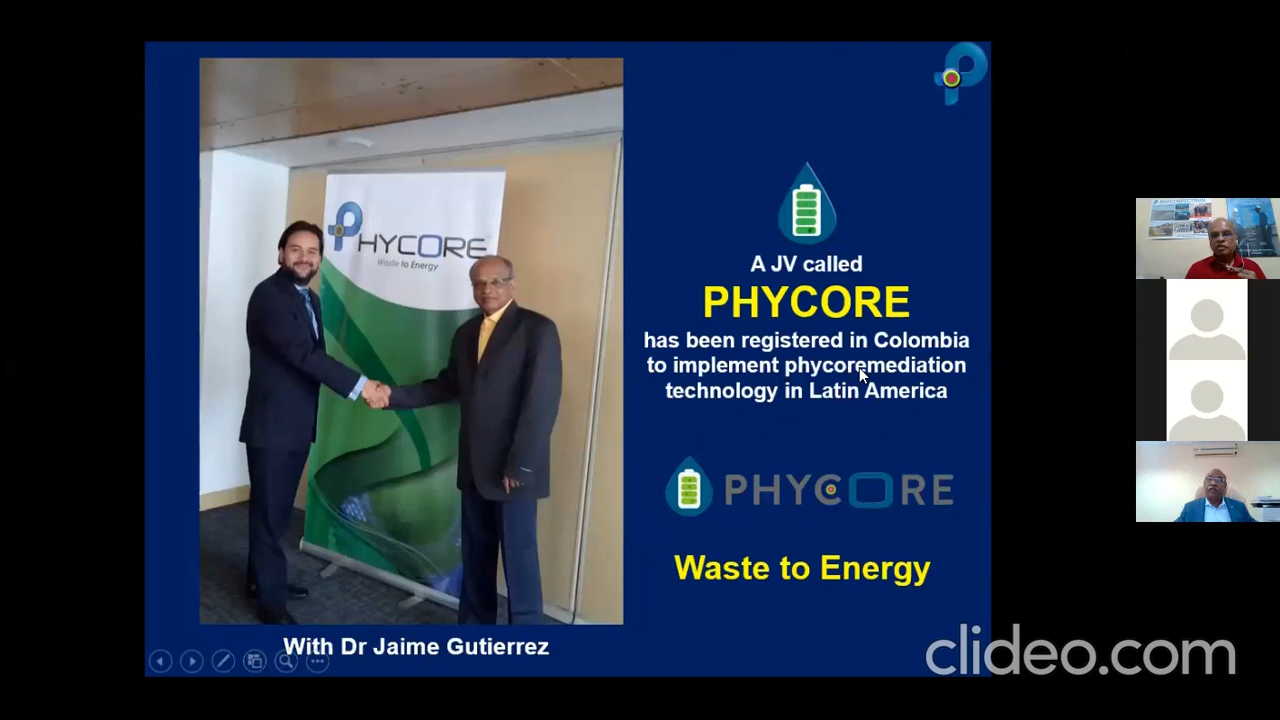 PHYCORE
Waste to Energy
A JV called
PHYCORE
has been registered in Colombia
to implement phycoremediation
technology in Latin America
PHYCORE
Waste to Energy
With Dr Jaime Gutierrez
PHYCOSPECTRUM
clideo.com